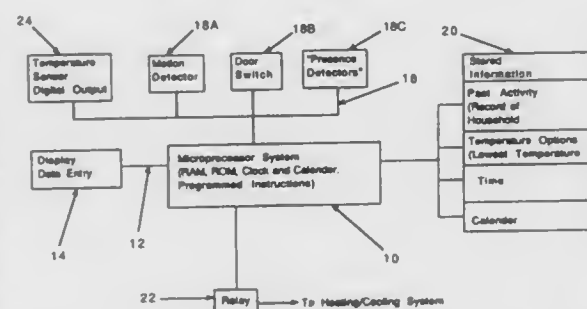 24
18A
18B
18C
20
Temperature
Sensor
Digital Output
Motion
Detector
Door
Switch
"Presence
Detectors"
18
Stored
Information
Past Activity
(Record of
Household
Temperature Options
(Lowest Temperature
Time
Calender
Display
Data Entry
14
12
Microprocessor System
(RAM, ROM, Clock and Calender,
Programmed Instructions)
10
22
Relay
To Heating/Cooling System